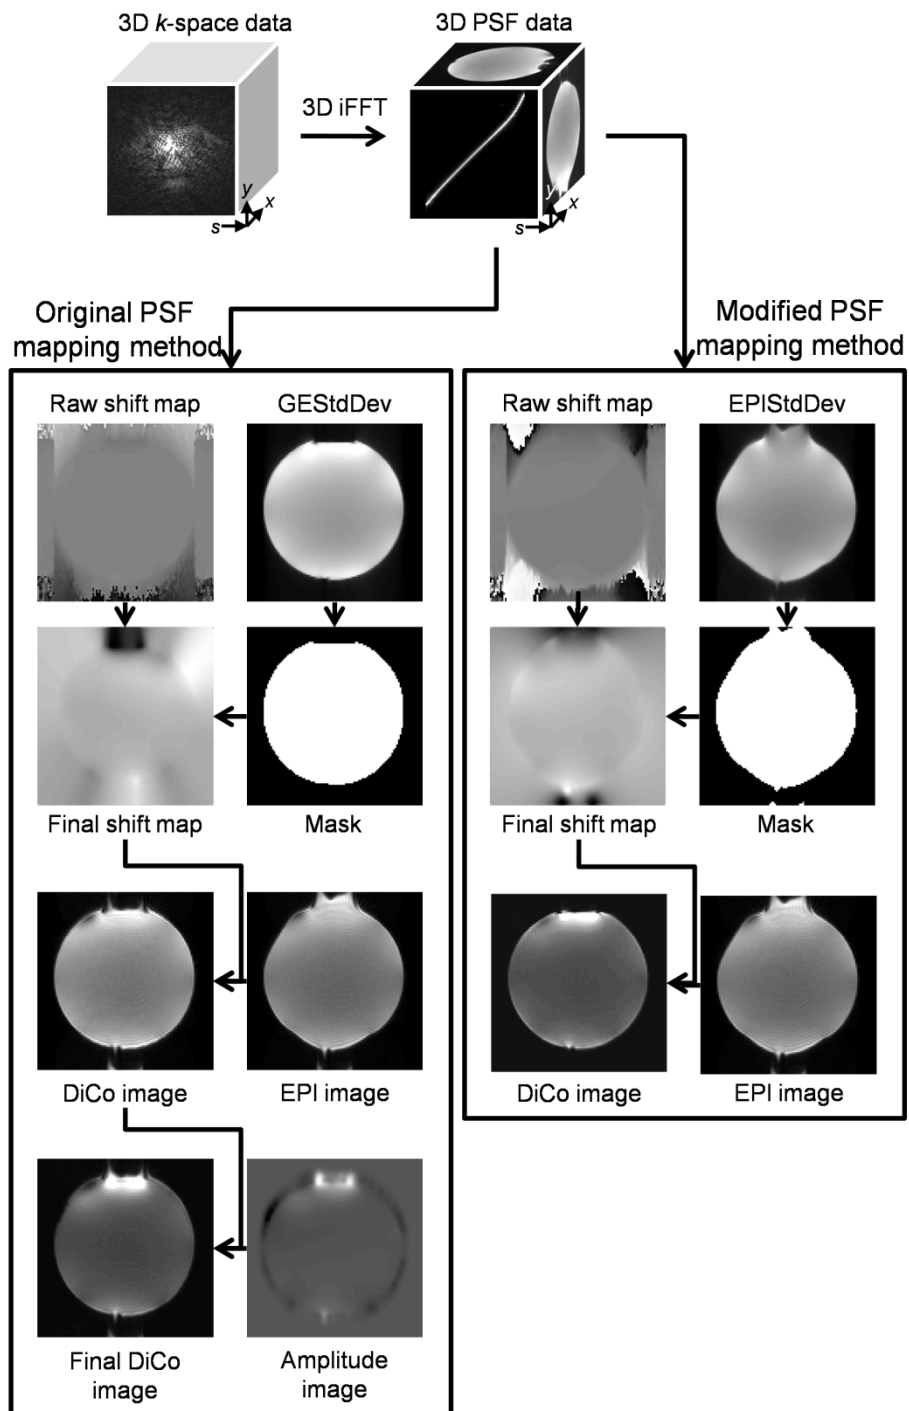 3D k-space data
3D PSF data
3D iFFT
y
x
s
y
x
s
Original PSF
mapping method
Raw shift map
GEStdDev
Final shift map
Mask
DiCo image
EPI image
Final DiCo
image
Amplitude
image
Modified PSF
mapping method
Raw shift map
EPIStdDev
Final shift map
Mask
DiCo image
EPI image